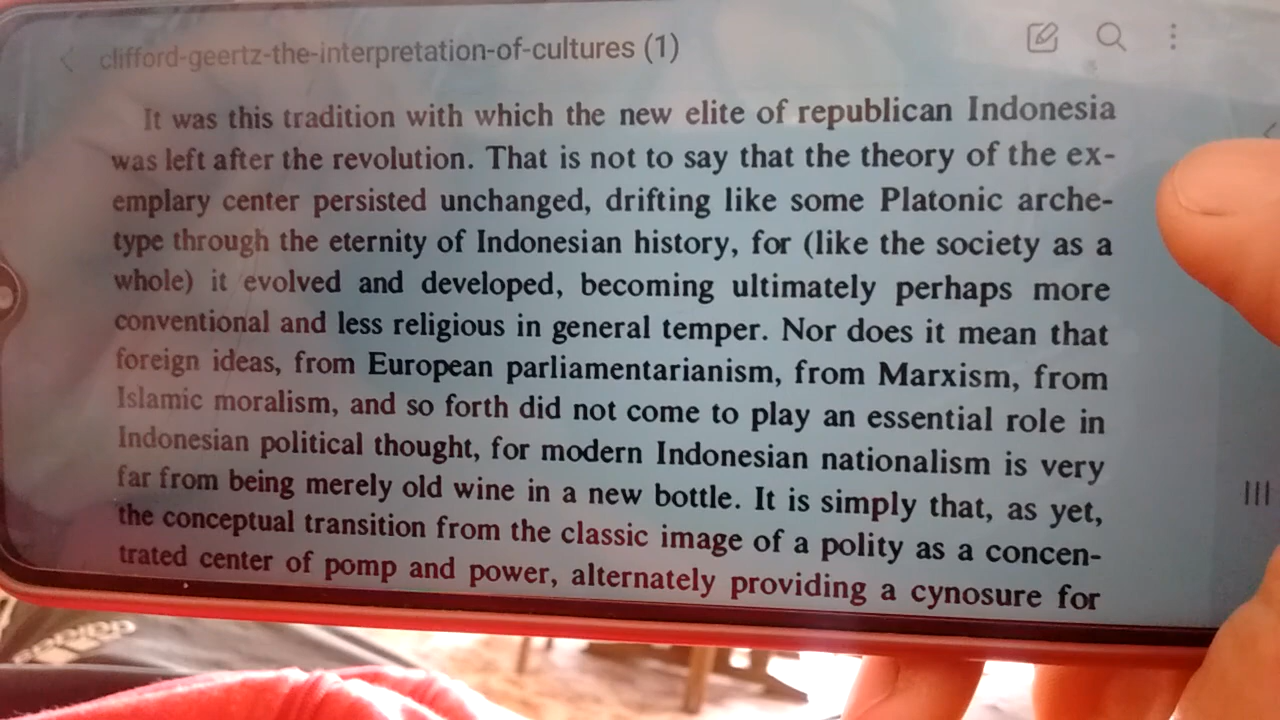 clifford-geertz-the-interpretation-of-cultures (1)
It was this tradition with which the new elite of republican Indonesia
was left after the revolution. That is not to say that the theory of the ex-
emplary center persisted unchanged, drifting like some Platonic arche-
type through the eternity of Indonesian history, for (like the society as a
whole) it evolved and developed, becoming ultimately perhaps more
conventional and less religious in general temper. Nor does it mean that
foreign ideas, from European parliamentarianism, from Marxism, from
Islamic moralism, and so forth did not come to play an essential role in
Indonesian political thought, for modern Indonesian nationalism is very
far from being merely old wine in a new bottle. It is simply that, as yet,
the conceptual transition from the classic image of a polity as a concen-
trated center of pomp and power, alternately providing a cynosure for